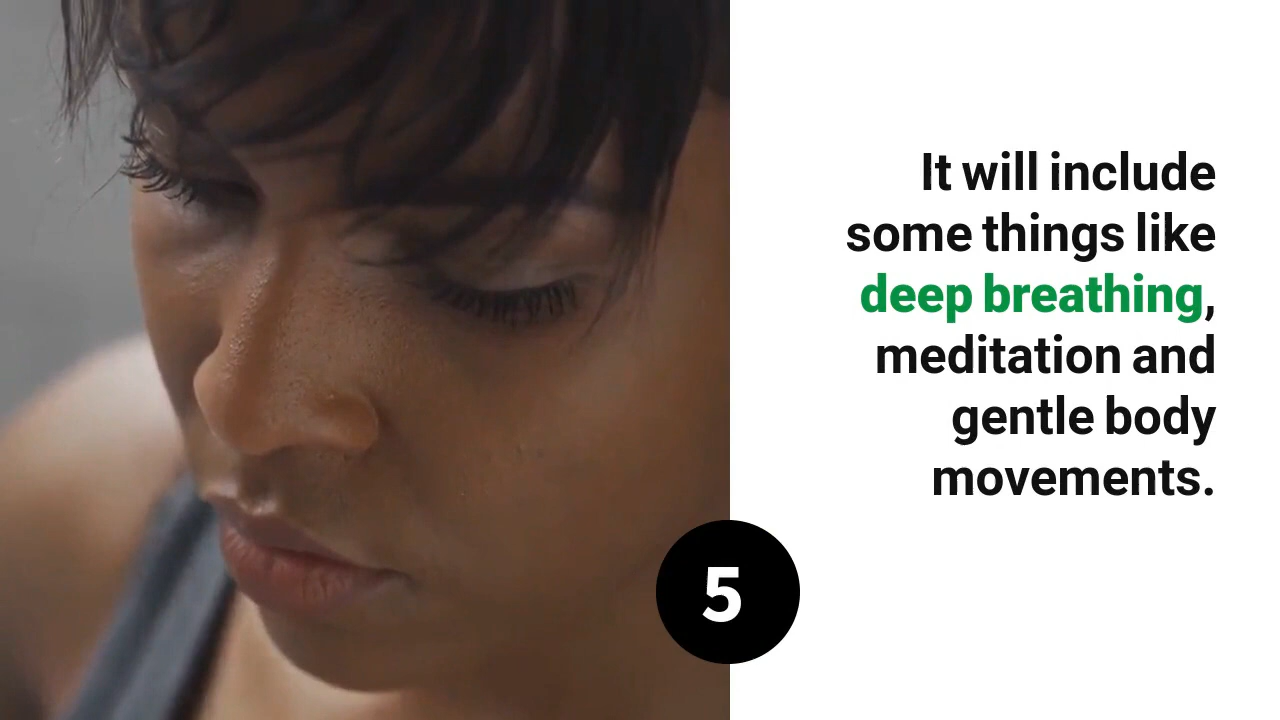 It will include
some things like
deep breathing,
meditation and
gentle body
movements.
5